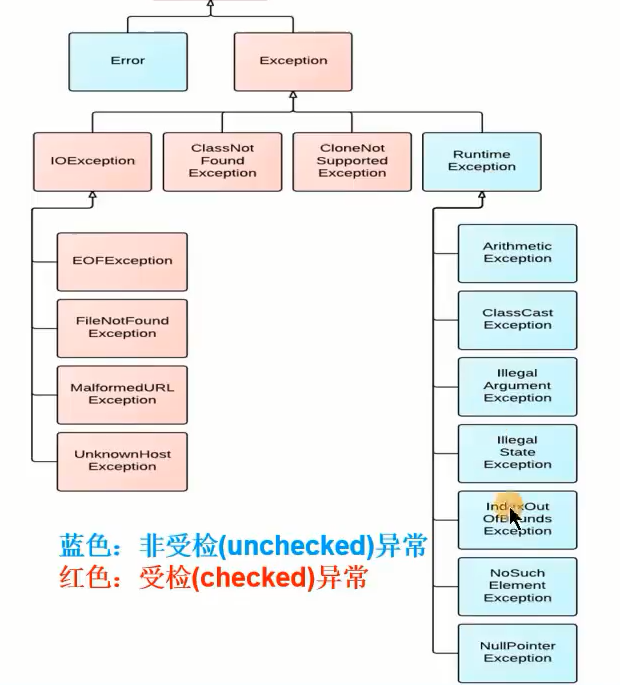 Error
Exception
IOException
ClassNot
Found
Exception
CloneNot
Supported
Exception
Runtime
Exception
EOFException
FileNotFound
Exception
MalformedURL
Exception
UnknownHost
Exception
Arithmetic
Exception
ClassCast
Exception
Illegal
Argument
Exception
Illegal
State
Exception
IndexOut
OfBounds
Exception
NoSuch
Element
Exception
NullPointer
Exception
蓝色：非受检(unchecked)异常
红色：受检(checked)异常